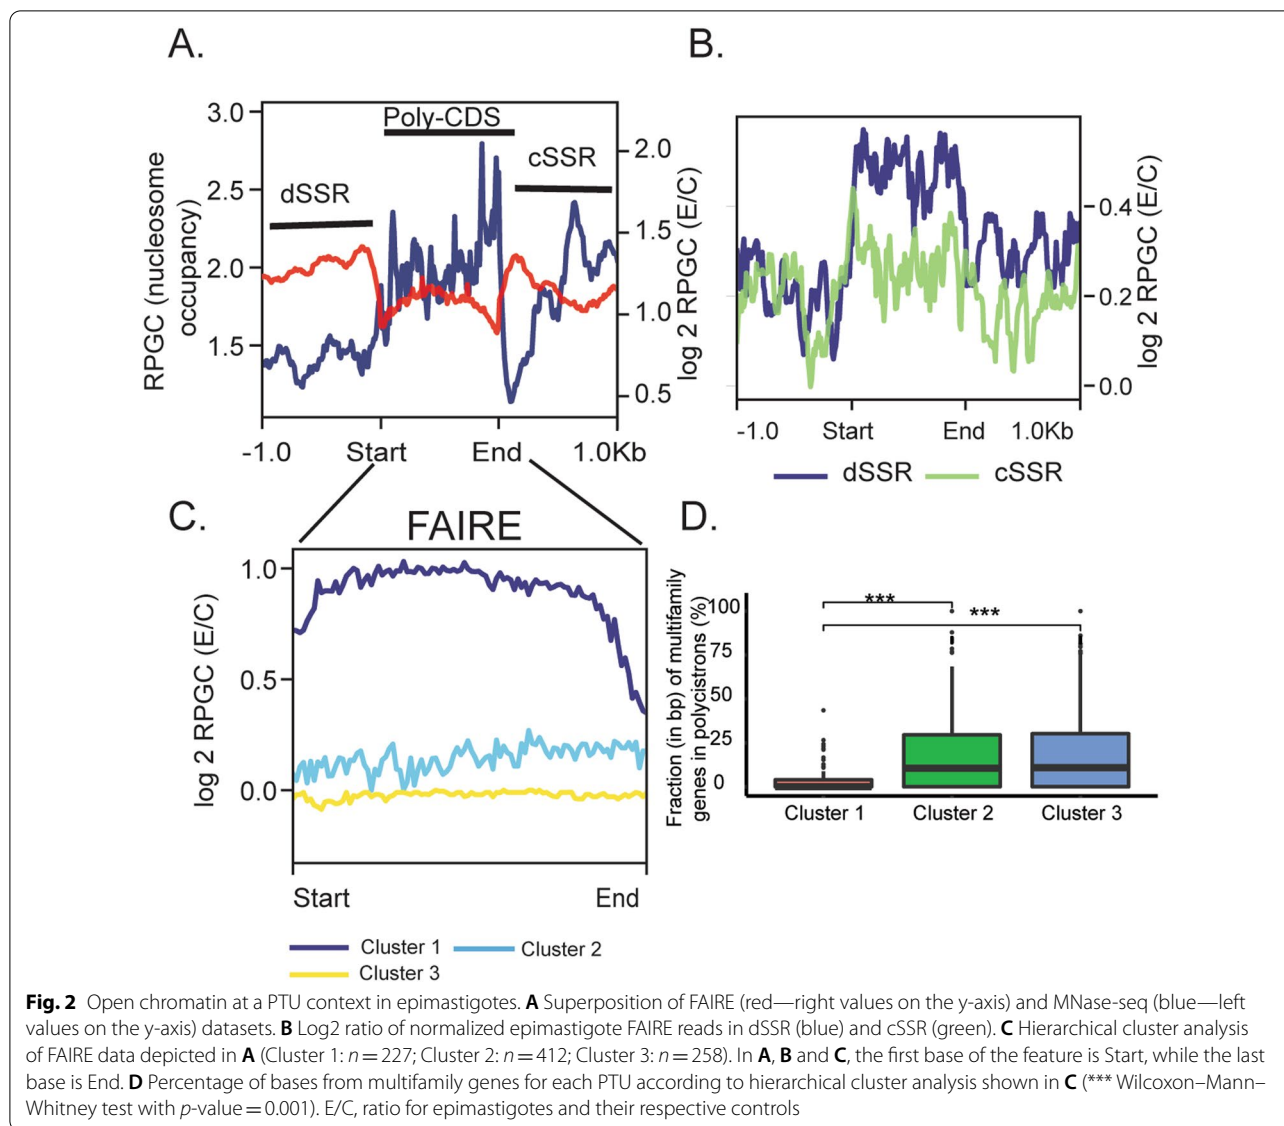 A.
B.
3.0
2.5
2.0
1.5
RPGC (nucleosome
occupancy)
Poly-CDS
dSSR
cSSR
2.0
1.5
1.0
0.5
log 2 RPGC (E/C)
-1.0 Start End 1.0Kb
0.4
0.2
0.0
log 2 RPGC (E/C)
-1.0 Start End 1.0Kb
dSSR cSSR
C.
FAIRE
1.0
0.5
0.0
log 2 RPGC (E/C)
Start End
Cluster 1 Cluster 2
Cluster 3
D.
Fraction (in bp) of multifamily
genes in polycistrons (%)
100
75
50
25
0
***
***
Cluster 1 Cluster 2 Cluster 3
Fig. 2 Open chromatin at a PTU context in epimastigotes. A Superposition of FAIRE (red—right values on the y-axis) and MNase-seq (blue—left
values on the y-axis) datasets. B Log2 ratio of normalized epimastigote FAIRE reads in dSSR (blue) and cSSR (green). C Hierarchical cluster analysis
of FAIRE data depicted in A (Cluster 1: n = 227; Cluster 2: n = 412; Cluster 3: n = 258). In A, B and C, the first base of the feature is Start, while the last
base is End. D Percentage of bases from multifamily genes for each PTU according to hierarchical cluster analysis shown in C (*** Wilcoxon–Mann–
Whitney test with p-value = 0.001). E/C, ratio for epimastigotes and their respective controls